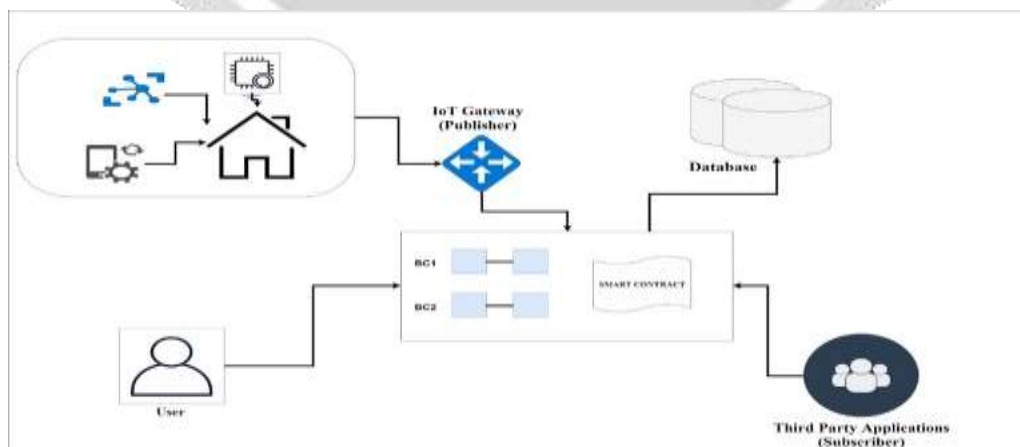 IoT Gateway
(Publisher)
Database
BC1
SMART CONTRACT
BC2
User
Third Party Applications
(Subscriber)